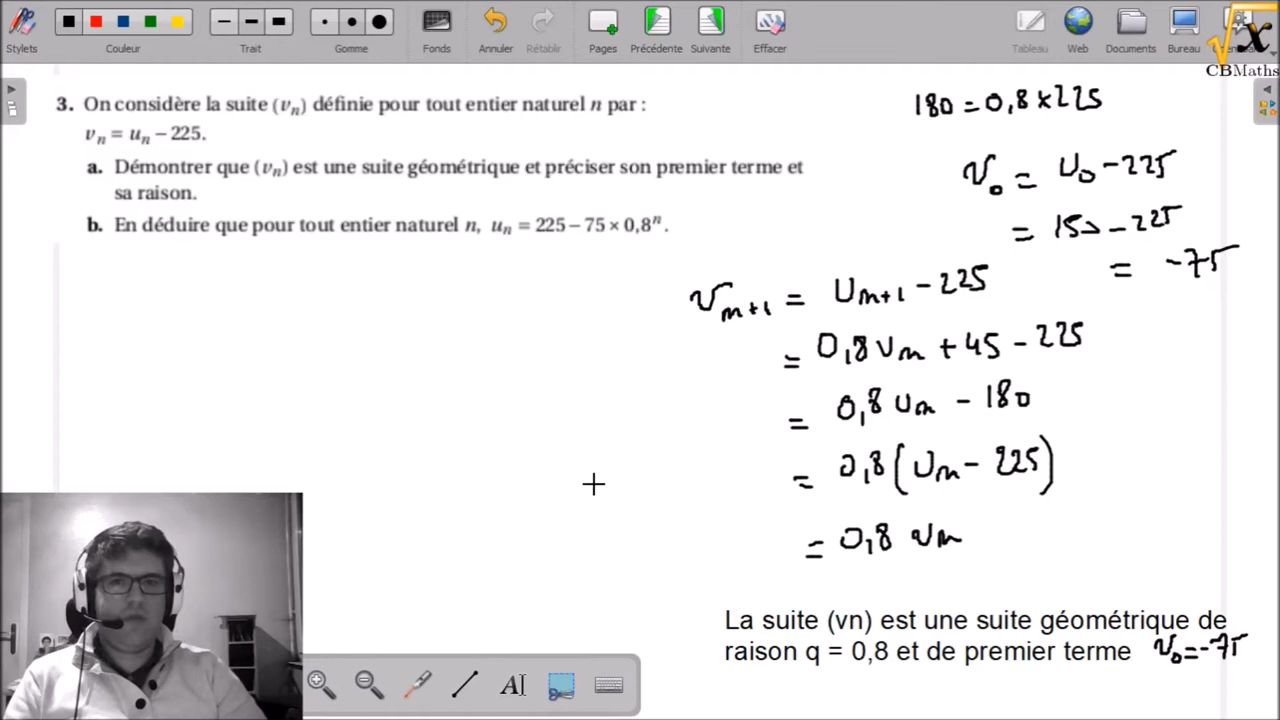 Stylets Couleur Trait Gomme Fonds Annuler Rétablir Pages Précédente Suivante Effacer Tableau Web Documents Bureau
CBMaths
3. On considère la suite (vn) définie pour tout entier naturel n par :
vn = un − 225.
a. Démontrer que (vn) est une suite géométrique et préciser son premier terme et
sa raison.
b. En déduire que pour tout entier naturel n, un = 225 − 75 × 0,8ⁿ.
180 = 0,8 × 225
v0 = U0 - 225
= 150 - 225
= -75
vn+1 = Un+1 - 225
= 0,8 Un + 45 - 225
= 0,8 Un - 180
= 0,8 (Un - 225)
= 0,8 vn
La suite (vn) est une suite géométrique de
raison q = 0,8 et de premier terme v0 = -75
AI